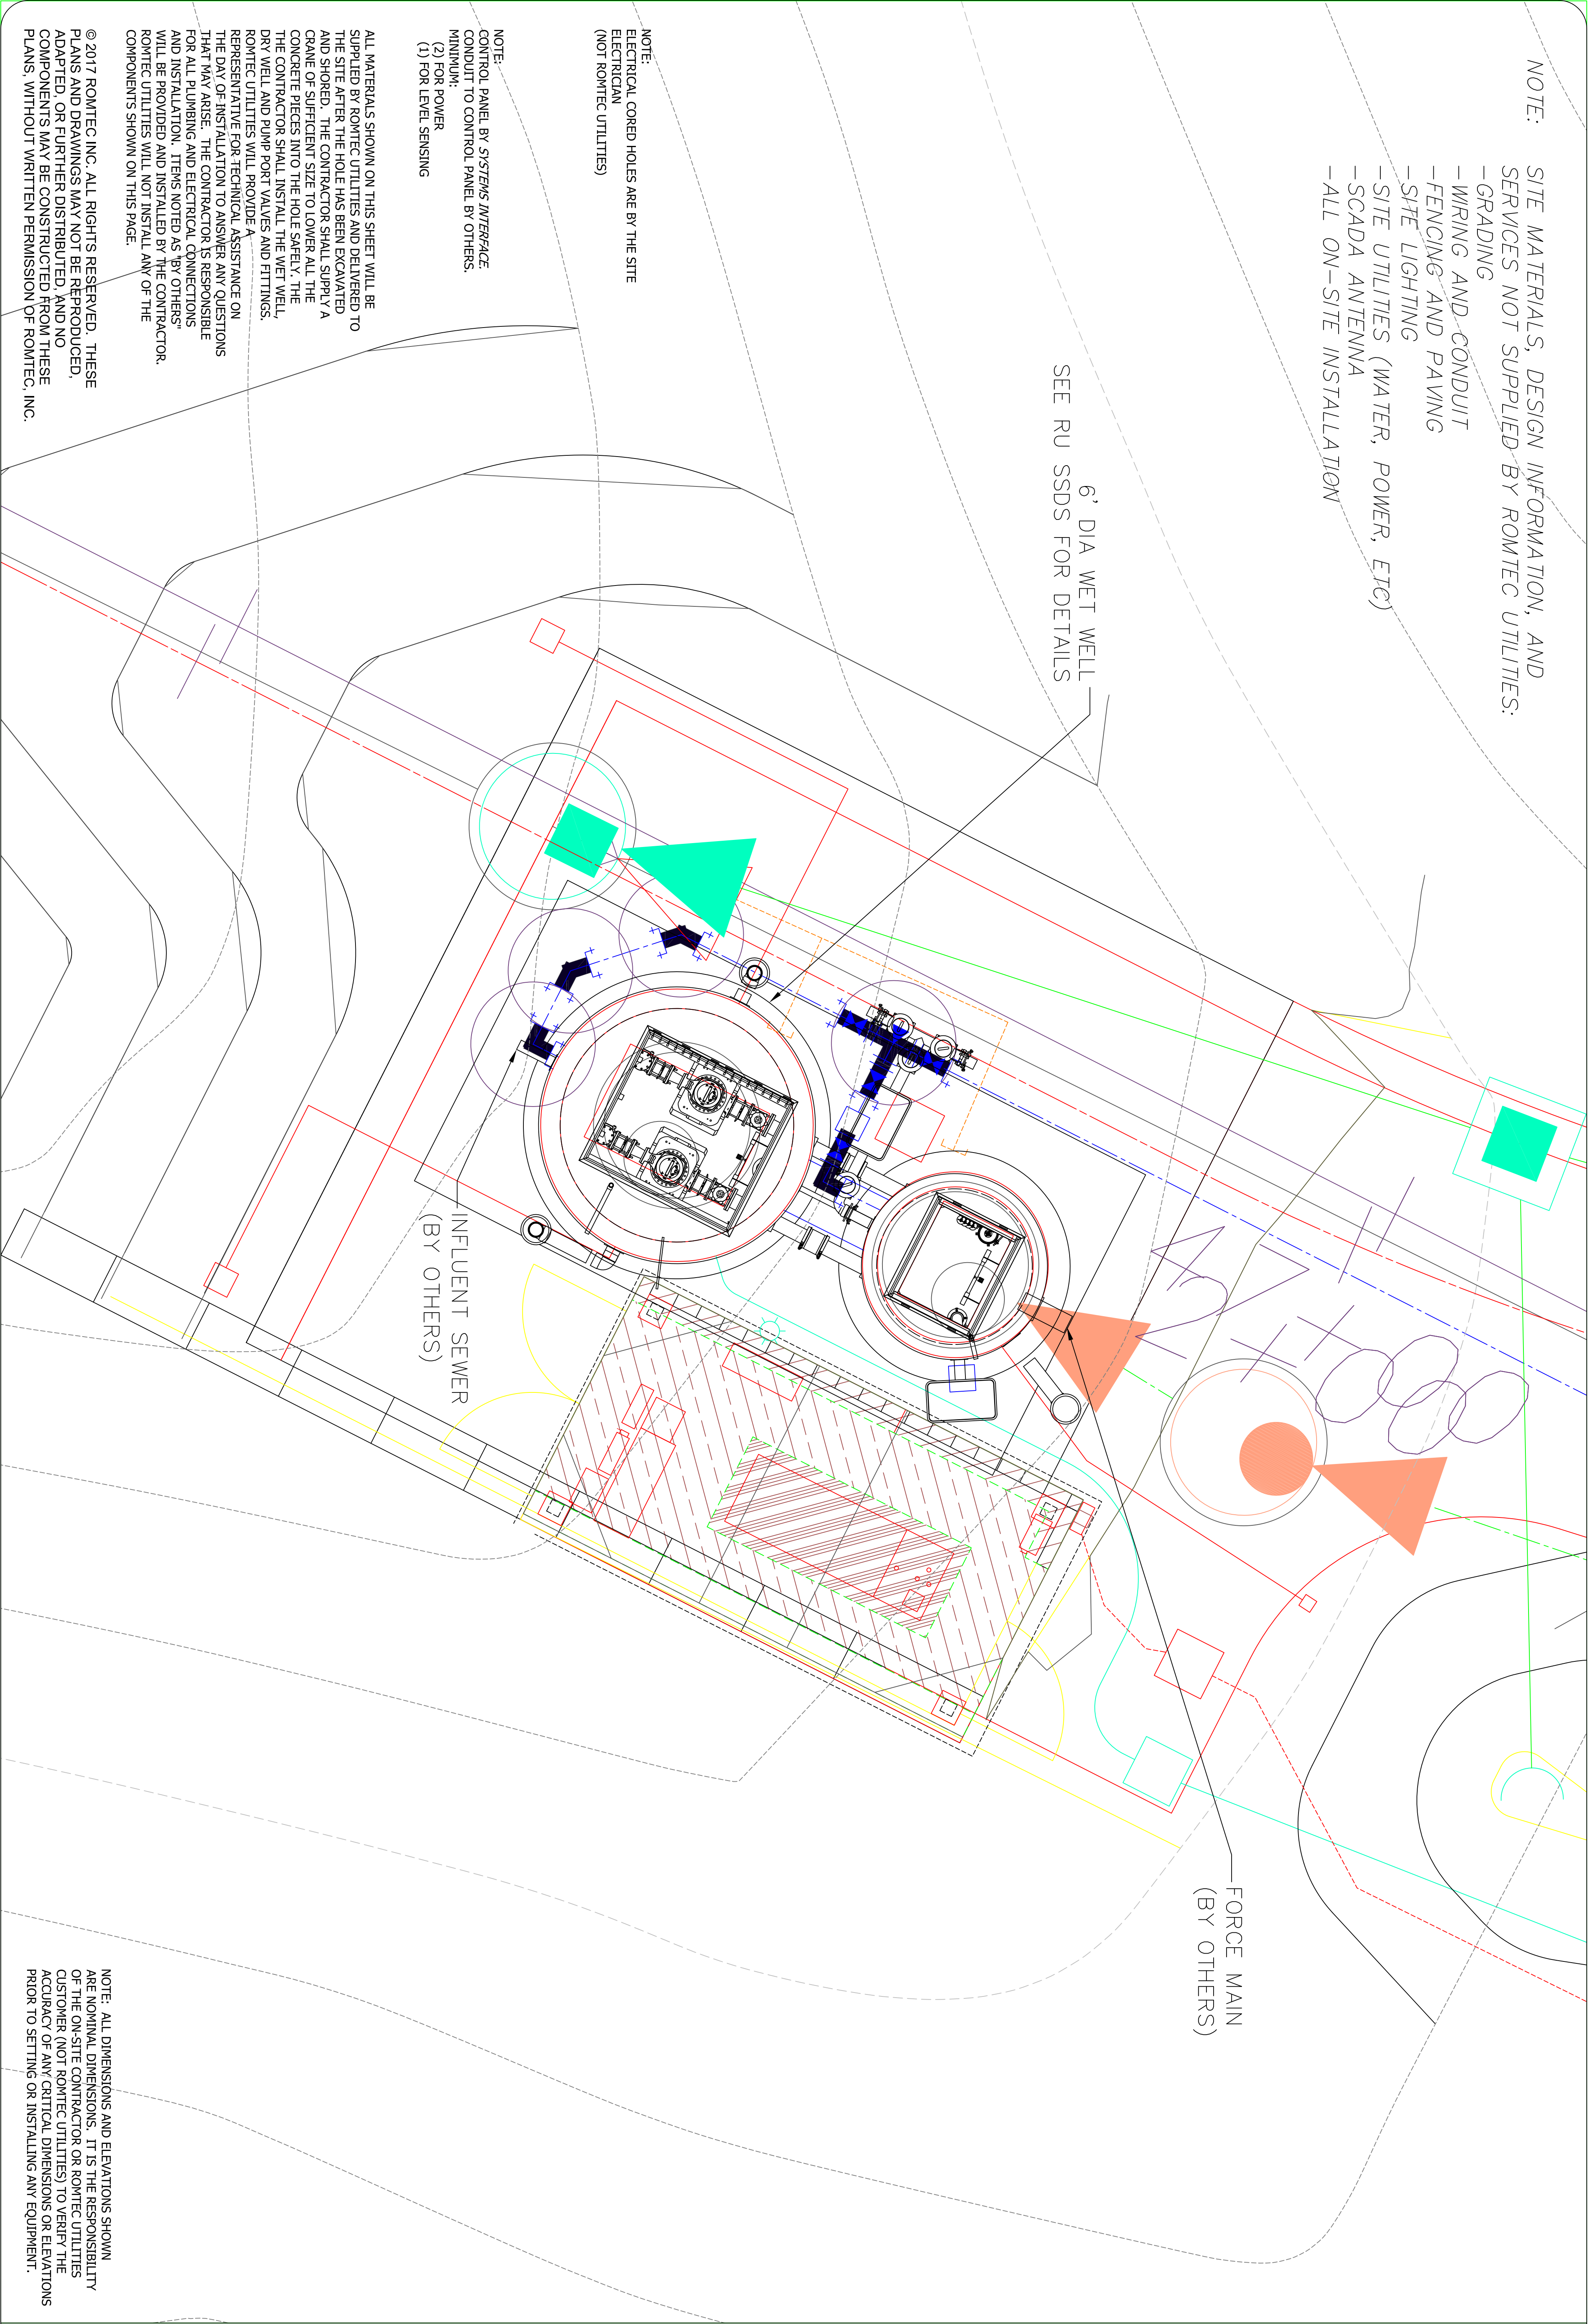 NOTE: SITE MATERIALS, DESIGN INFORMATION, AND
SERVICES NOT SUPPLIED BY ROMTEC UTILITIES:
-GRADING
-WIRING AND CONDUIT
-FENCING AND PAVING
-SITE LIGHTING
-SITE UTILITIES (WATER, POWER, ETC)
-SCADA ANTENNA
-ALL ON-SITE INSTALLATION
6' DIA WET WELL
SEE RU SSDS FOR DETAILS
FORCE MAIN
(BY OTHERS)
INFLUENT SEWER
(BY OTHERS)
NOTE:
ELECTRICAL CORED HOLES ARE BY THE SITE
ELECTRICIAN
(NOT ROMTEC UTILITIES)
NOTE:
CONTROL PANEL BY SYSTEMS INTERFACE.
CONDUIT TO CONTROL PANEL BY OTHERS.
MINIMUM:
(2) FOR POWER
(1) FOR LEVEL SENSING
ALL MATERIALS SHOWN ON THIS SHEET WILL BE
SUPPLIED BY ROMTEC UTILITIES AND DELIVERED TO
THE SITE AFTER THE HOLE HAS BEEN EXCAVATED
AND SHORED. THE CONTRACTOR SHALL SUPPLY A
CRANE OF SUFFICIENT SIZE TO LOWER ALL THE
CONCRETE PIECES INTO THE HOLE SAFELY. THE
THE CONTRACTOR SHALL INSTALL THE WET WELL,
DRY WELL AND PUMP PORT VALVES AND FITTINGS.
ROMTEC UTILITIES WILL PROVIDE A
REPRESENTATIVE FOR TECHNICAL ASSISTANCE ON
THE DAY OF INSTALLATION TO ANSWER ANY QUESTIONS
THAT MAY ARISE. THE CONTRACTOR IS RESPONSIBLE
FOR ALL PLUMBING AND ELECTRICAL CONNECTIONS
AND INSTALLATION. ITEMS NOTED AS "BY OTHERS"
WILL BE PROVIDED AND INSTALLED BY THE CONTRACTOR.
ROMTEC UTILITIES WILL NOT INSTALL ANY OF THE
COMPONENTS SHOWN ON THIS PAGE.
© 2017 ROMTEC INC. ALL RIGHTS RESERVED. THESE
PLANS AND DRAWINGS MAY NOT BE REPRODUCED,
ADAPTED, OR FURTHER DISTRIBUTED, AND NO
COMPONENTS MAY BE CONSTRUCTED FROM THESE
PLANS, WITHOUT WRITTEN PERMISSION OF ROMTEC, INC.
NOTE: ALL DIMENSIONS AND ELEVATIONS SHOWN
ARE NOMINAL DIMENSIONS. IT IS THE RESPONSIBILITY
OF THE ON-SITE CONTRACTOR OR ROMTEC UTILITIES
CUSTOMER (NOT ROMTEC UTILITIES) TO VERIFY THE
ACCURACY OF ANY CRITICAL DIMENSIONS OR ELEVATIONS
PRIOR TO SETTING OR INSTALLING ANY EQUIPMENT.